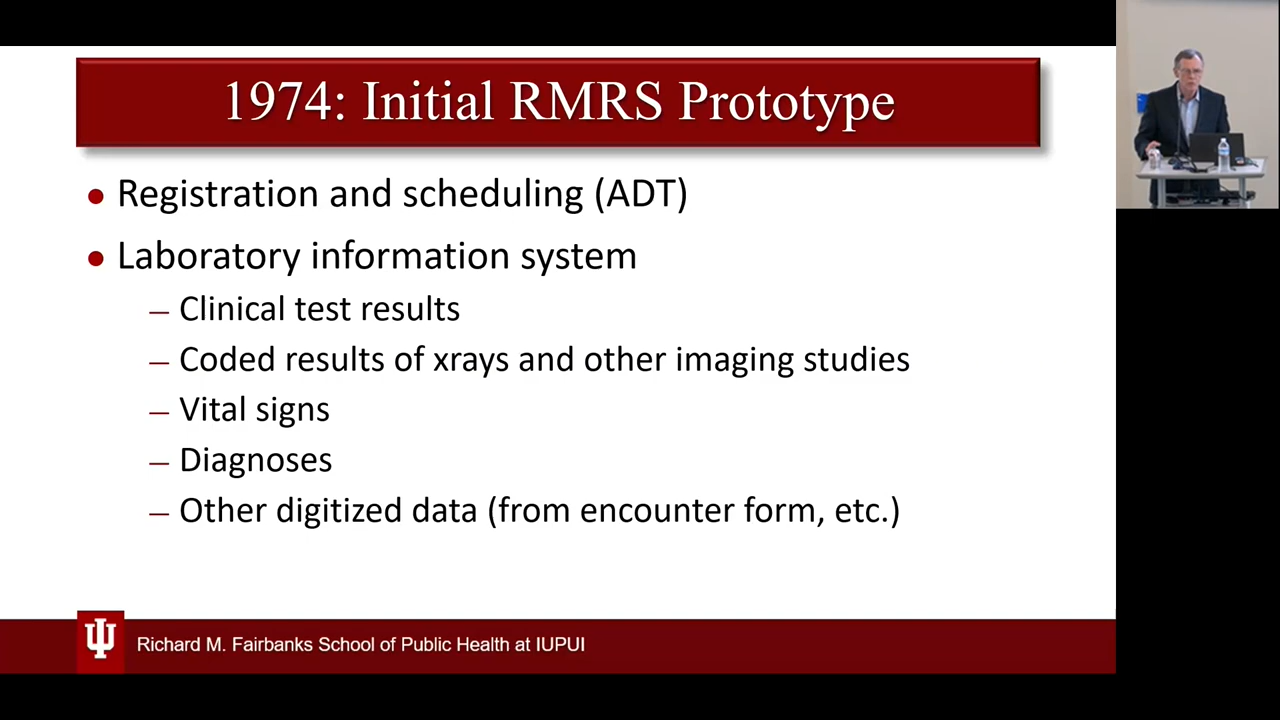 1974: Initial RMRS Prototype
● Registration and scheduling (ADT)
● Laboratory information system
– Clinical test results
– Coded results of xrays and other imaging studies
– Vital signs
– Diagnoses
– Other digitized data (from encounter form, etc.)
Richard M. Fairbanks School of Public Health at IUPUI